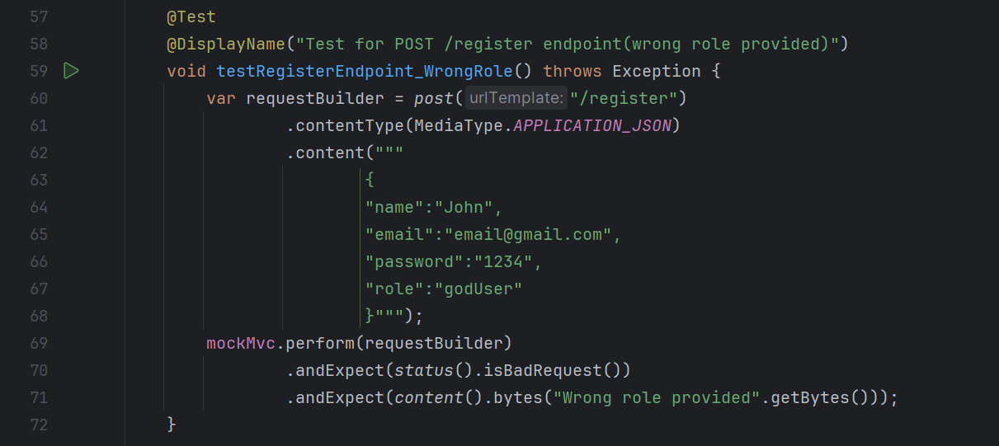 57 @Test
58 @DisplayName("Test for POST /register endpoint(wrong role provided)")
59 void testRegisterEndpoint_WrongRole() throws Exception {
60 var requestBuilder = post( urlTemplate: "/register")
61 .contentType(MediaType.APPLICATION_JSON)
62 .content("""
63 {
64 "name":"John",
65 "email":"email@gmail.com",
66 "password":"1234",
67 "role":"godUser"
68 }""");
69 mockMvc.perform(requestBuilder)
70 .andExpect(status().isBadRequest())
71 .andExpect(content().bytes("Wrong role provided".getBytes()));
72 }